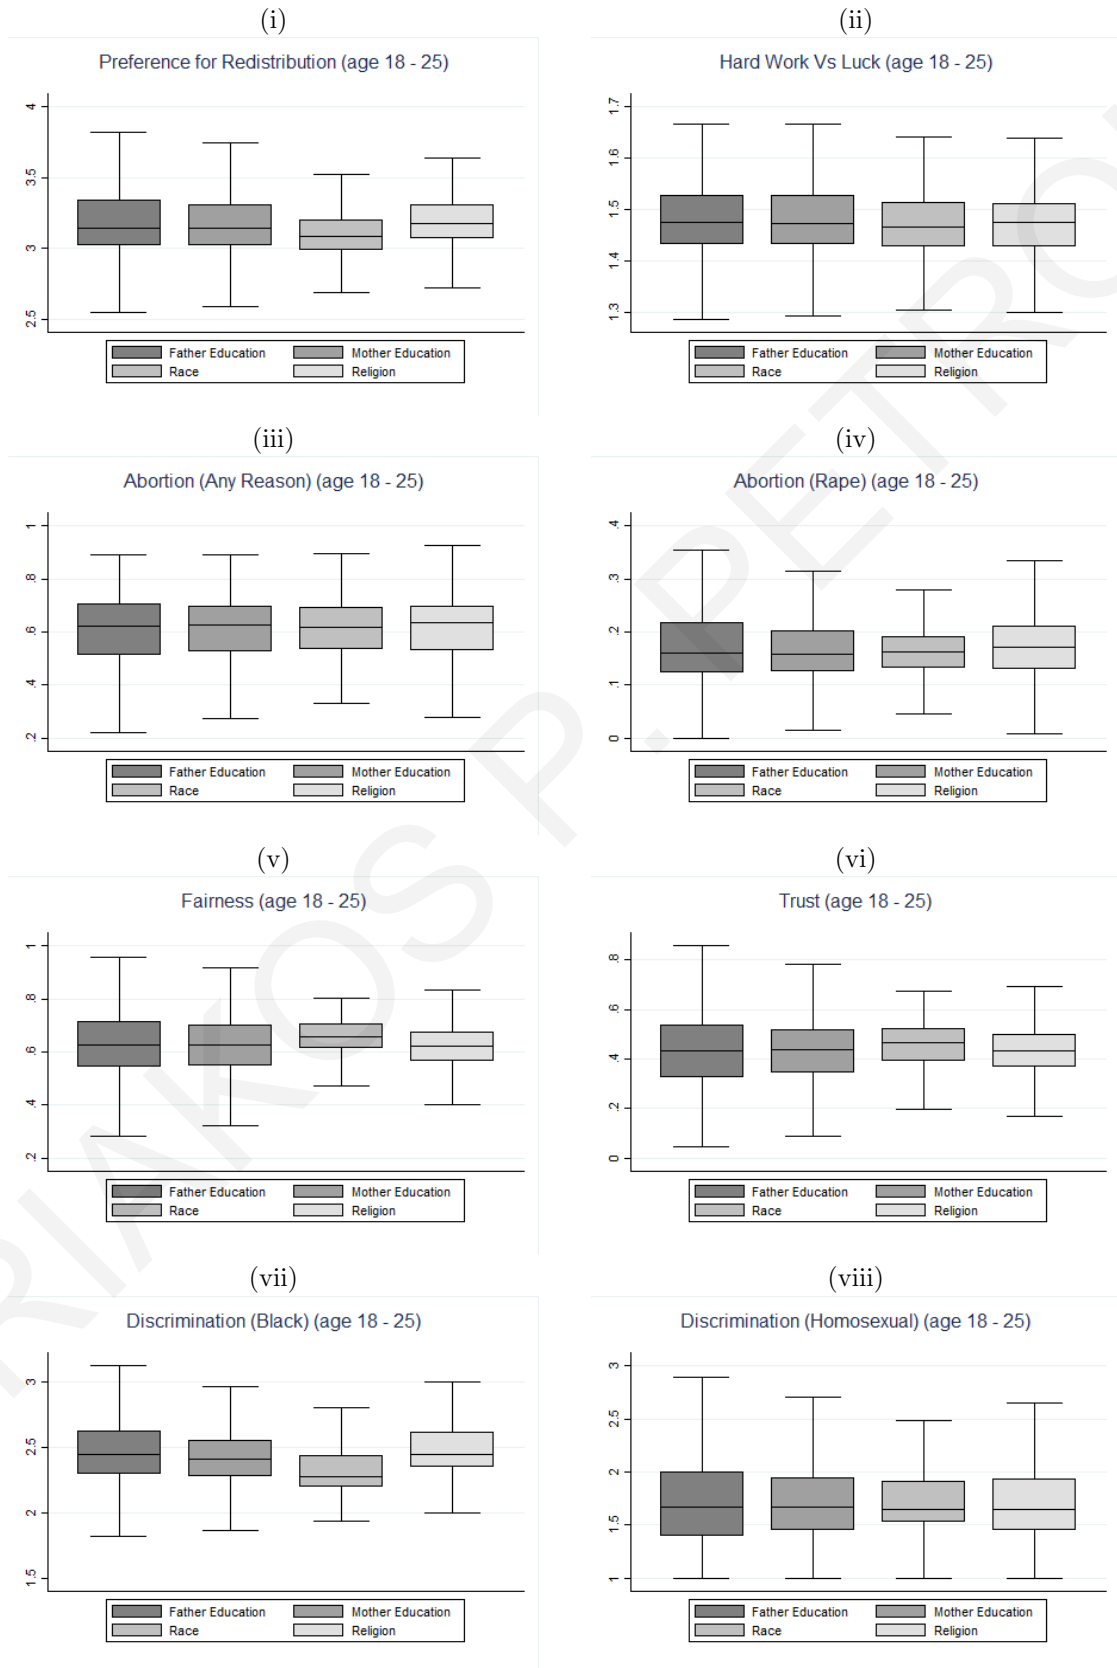 (i)
Preference for Redistribution (age 18 - 25)
4
3.5
3
2.5
Father Education Mother Education
Race Religion
(ii)
Hard Work Vs Luck (age 18 - 25)
1.7
1.6
1.5
1.4
1.3
Father Education Mother Education
Race Religion
(iii)
Abortion (Any Reason) (age 18 - 25)
1
.8
.6
.4
.2
Father Education Mother Education
Race Religion
(iv)
Abortion (Rape) (age 18 - 25)
.4
.3
.2
.1
0
Father Education Mother Education
Race Religion
(v)
Fairness (age 18 - 25)
1
.8
.6
.4
.2
Father Education Mother Education
Race Religion
(vi)
Trust (age 18 - 25)
.8
.6
.4
.2
0
Father Education Mother Education
Race Religion
(vii)
Discrimination (Black) (age 18 - 25)
3
2.5
2
1.5
Father Education Mother Education
Race Religion
(viii)
Discrimination (Homosexual) (age 18 - 25)
3
2.5
2
1.5
1
Father Education Mother Education
Race Religion
RIAKOS P. PETRO